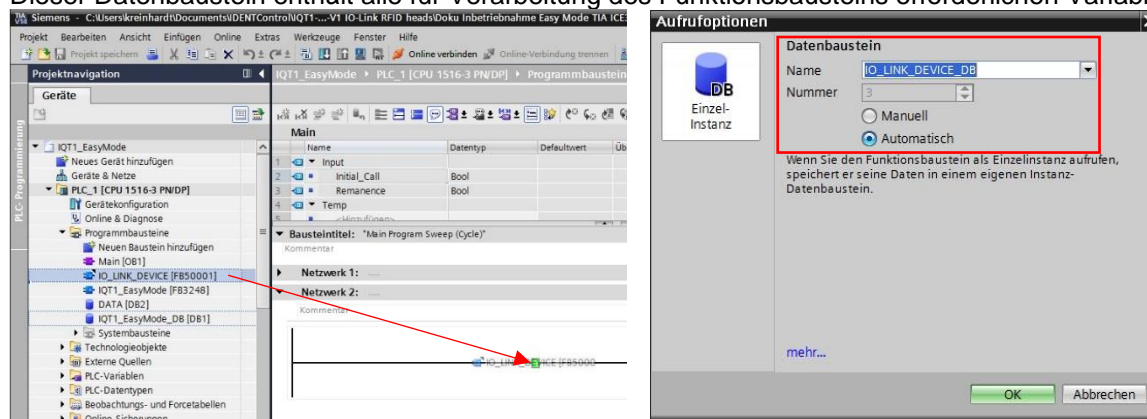 Dieser Datenbaustein enthält alle für Verarbeitung des Funktionsbausteins erforderlichen
Siemens - C:\Users\kreinhardt\Documents\IDENTControl\IQT1-...-V1 IO-Link RFID heads\Doku Inbetriebnahme Easy Mode TIA
Projekt Bearbeiten Ansicht Einfügen Online Extras Werkzeuge Fenster Hilfe
Projekt speichern Online verbinden Online-Verbindung trennen
Projektnavigation
IQT1_EasyMode PLC_1 [CPU 1516-3 PN/DP]
Geräte
PLC-Programmierung
IQT1_EasyMode
Neues Gerät hinzufügen
Geräte & Netze
PLC_1 [CPU 1516-3 PN/DP]
Gerätekonfiguration
Online & Diagnose
Programmbausteine
Neuen Baustein hinzufügen
Main [OB1]
IO_LINK_DEVICE [FB50001]
IQT1_EasyMode [FB3248]
DATA [DB2]
IQT1_EasyMode_DB [DB1]
Systembausteine
Technologieobjekte
Externe Quellen
PLC-Variablen
PLC-Datentypen
Beobachtungs- und Forcetabellen
Online-Sicherungen
Main
Name Datentyp Defaultwert
1 Input
2 Initial_Call Bool
3 Remanence Bool
4 Temp
5 <Hinzufügen>
Bausteintitel: "Main Program Sweep (Cycle)"
Kommentar
Netzwerk 1: .....
Netzwerk 2: .....
Kommentar
Aufrufoptionen
DB
Einzel-
Instanz
Datenbaustein
Name IO_LINK_DEVICE_DB
Nummer 3
Manuell
Automatisch
Wenn Sie den Funktionsbaustein als Einzelinstanz aufrufen,
speichert er seine Daten in einem eigenen Instanz-
Datenbaustein.
mehr...
OK Abbrechen